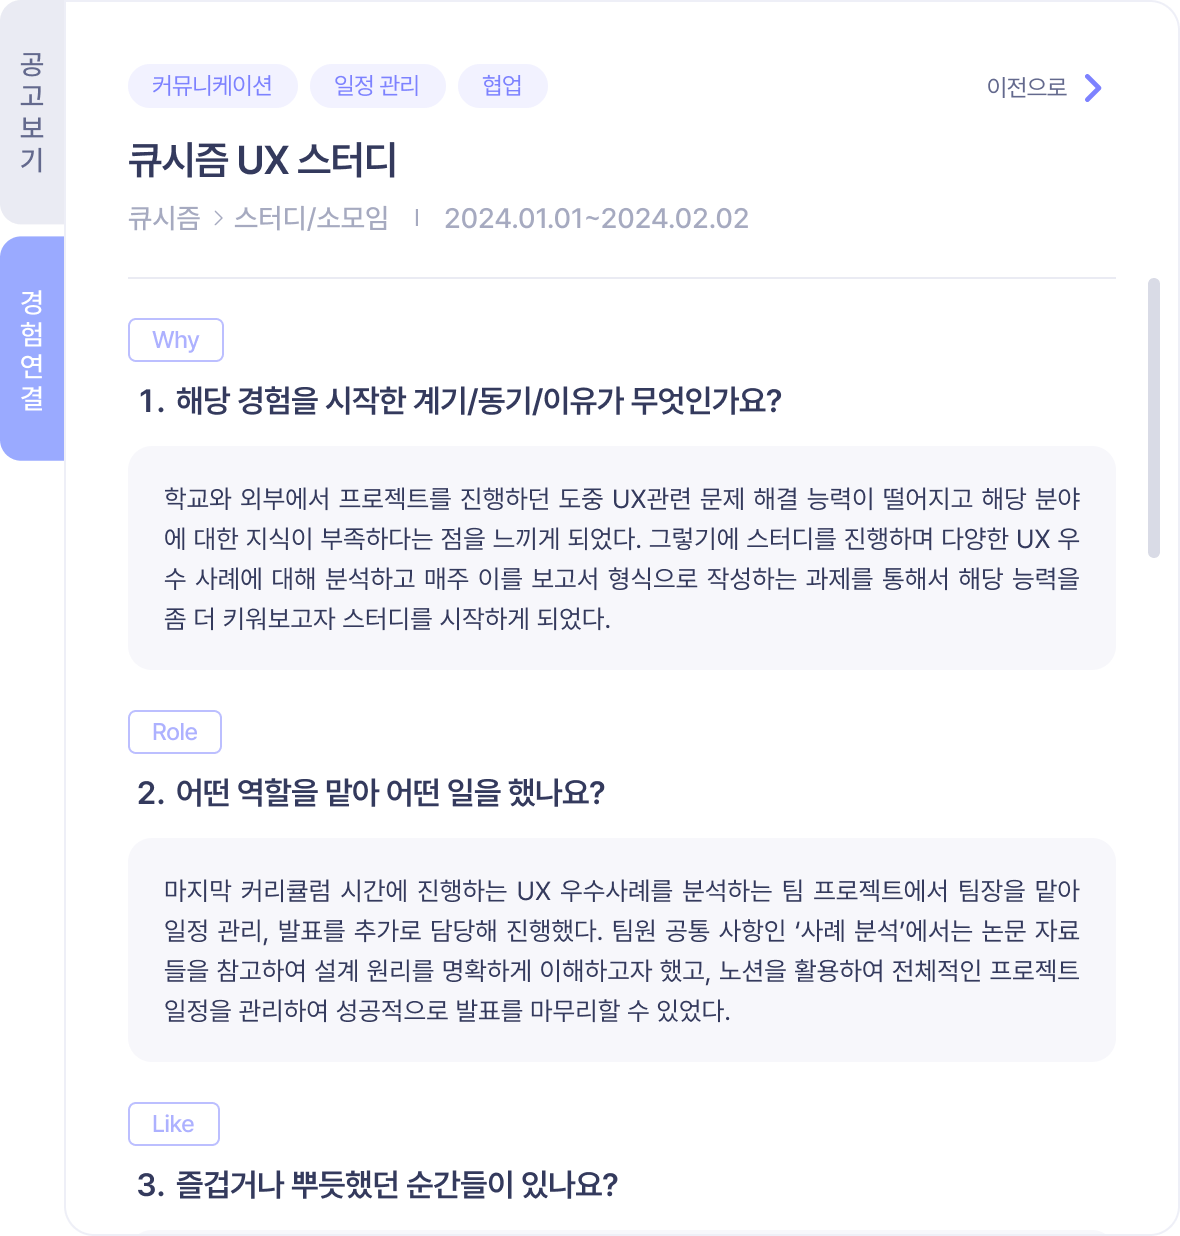 공고보기
경험연결
커뮤니케이션 일정 관리 협업
이전으로
큐시즘 UX 스터디
큐시즘 > 스터디/소모임 | 2024.01.01~2024.02.02
Why
1. 해당 경험을 시작한 계기/동기/이유가 무엇인가요?
학교와 외부에서 프로젝트를 진행하던 도중 UX관련 문제 해결 능력이 떨어지고 해당 분야
에 대한 지식이 부족하다는 점을 느끼게 되었다. 그렇기에 스터디를 진행하며 다양한 UX 우
수 사례에 대해 분석하고 매주 이를 보고서 형식으로 작성하는 과제를 통해서 해당 능력을
좀 더 키워보고자 스터디를 시작하게 되었다.
Role
2. 어떤 역할을 맡아 어떤 일을 했나요?
마지막 커리큘럼 시간에 진행하는 UX 우수사례를 분석하는 팀 프로젝트에서 팀장을 맡아
일정 관리, 발표를 추가로 담당해 진행했다. 팀원 공통 사항인 ‘사례 분석’에서는 논문 자료
들을 참고하여 설계 원리를 명확하게 이해하고자 했고, 노션을 활용하여 전체적인 프로젝트
일정을 관리하여 성공적으로 발표를 마무리할 수 있었다.
Like
3. 즐겁거나 뿌듯했던 순간들이 있나요?